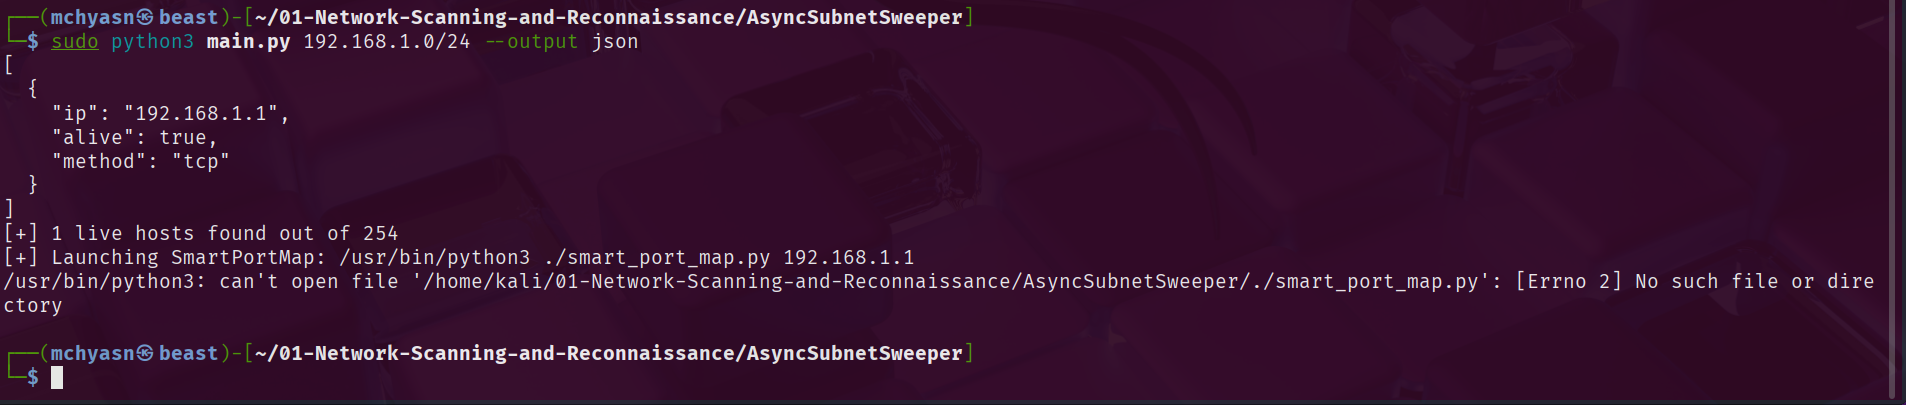 ┌──(mchyasn㉿beast)-[~/01-Network-Scanning-and-Reconnaissance/AsyncSubnetSweeper]
└─$ sudo python3 main.py 192.168.1.0/24 --output json
[
  {
    "ip": "192.168.1.1",
    "alive": true,
    "method": "tcp"
  }
]
[+] 1 live hosts found out of 254
[+] Launching SmartPortMap: /usr/bin/python3 ./smart_port_map.py 192.168.1.1
/usr/bin/python3: can't open file '/home/kali/01-Network-Scanning-and-Reconnaissance/AsyncSubnetSweeper/./smart_port_map.py': [Errno 2] No such file or dire
ctory
┌──(mchyasn㉿beast)-[~/01-Network-Scanning-and-Reconnaissance/AsyncSubnetSweeper]
└─$